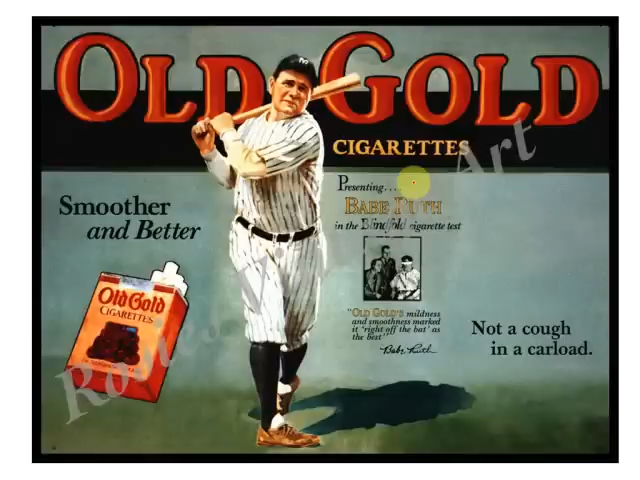 OLD GOLD
CIGARETTES
Presenting....
BABE RUTH
in the Blindfold cigarette test
Smoother
and Better
Old Gold
CIGARETTES
"OLD GOLD'S mildness
and smoothness marked
it 'right off the bat' as
the best"
Babe Ruth
Not a cough
in a carload.
Art